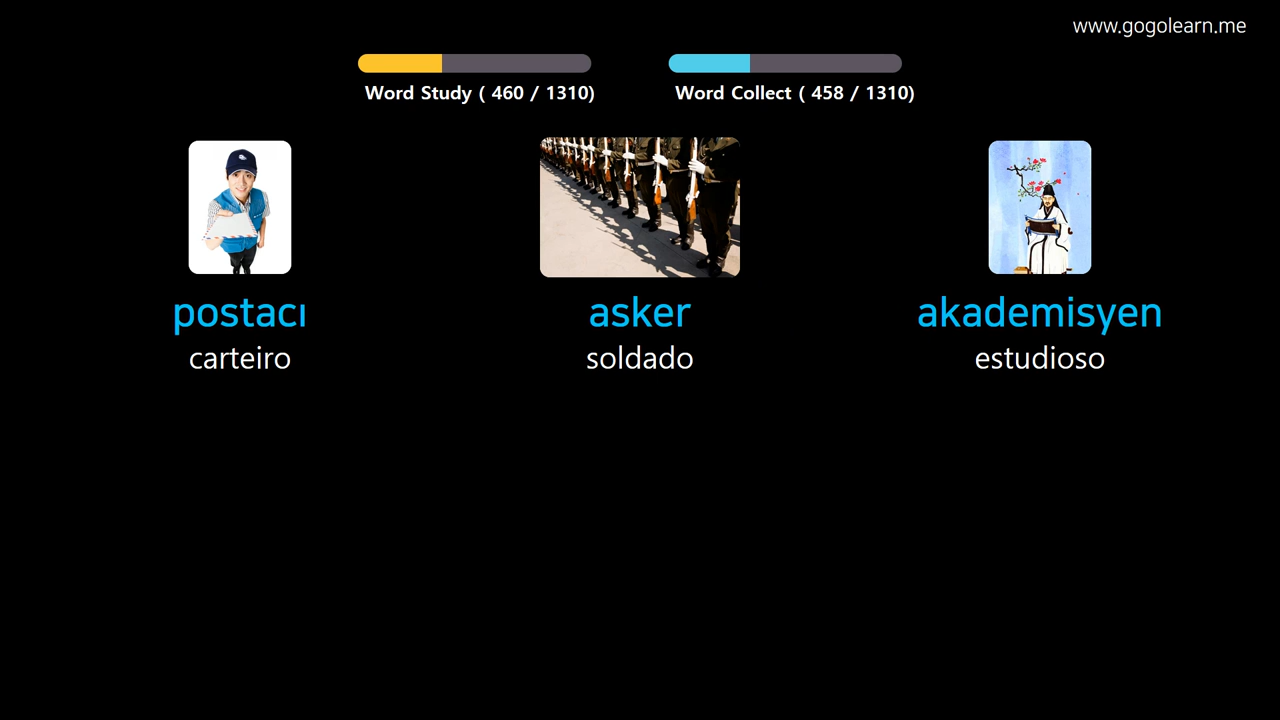 www.gogolearn.me
Word Study ( 460 / 1310)
Word Collect ( 458 / 1310)
postacı
asker
akademisyen
carteiro
soldado
estudioso